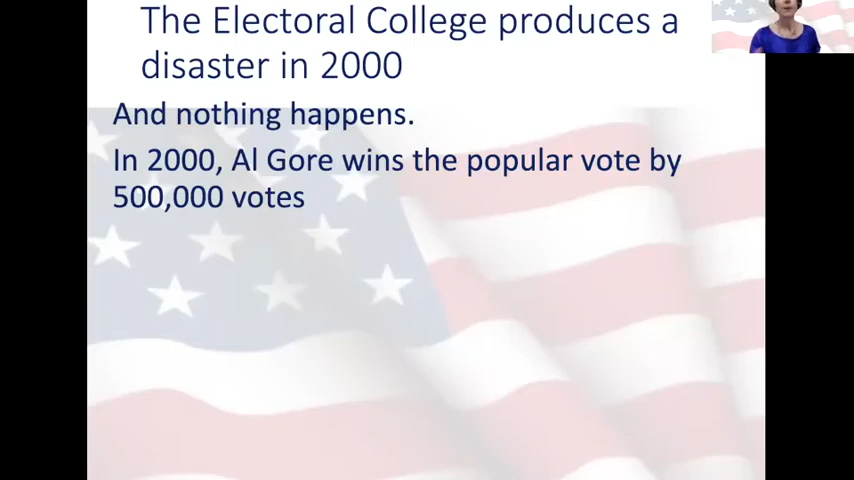 The Electoral College produces a
disaster in 2000
And nothing happens.
In 2000, Al Gore wins the popular vote by
500,000 votes